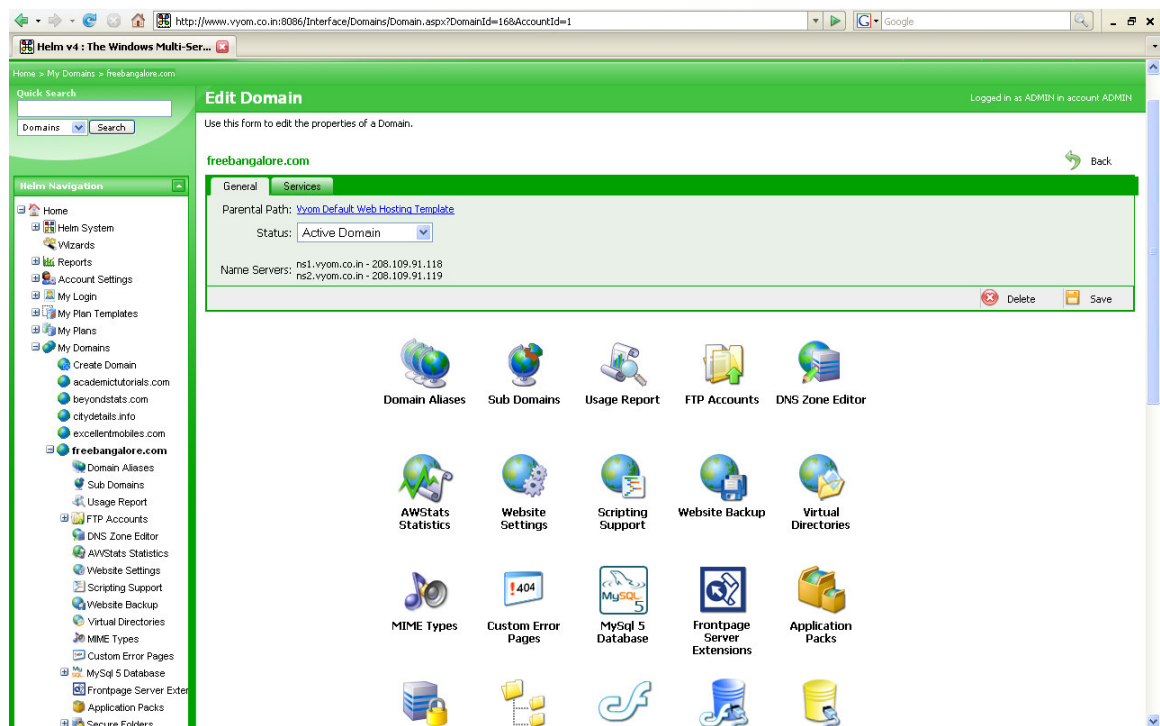 http://www.vyom.co.in:8086/Interface/Domains/Domain.aspx?DomainId=16&AccountId=1
Google
Helm v4 : The Windows Multi-Ser...
Home > My Domains > freebangalore.com
Quick Search
Domains
Search
Edit Domain
Logged in as ADMIN in account ADMIN
Use this form to edit the properties of a Domain.
freebangalore.com
Back
General
Services
Parental Path: Vyom Default Web Hosting Template
Status: Active Domain
Name Servers: ns1.vyom.co.in - 208.109.91.118
ns2.vyom.co.in - 208.109.91.119
Delete
Save
Helm Navigation
Home
Helm System
Wizards
Reports
Account Settings
My Login
My Plan Templates
My Plans
My Domains
Create Domain
academictutorials.com
beyondstats.com
citydetails.info
excellentmobiles.com
freebangalore.com
Domain Aliases
Sub Domains
Usage Report
FTP Accounts
DNS Zone Editor
AWStats Statistics
Website Settings
Scripting Support
Website Backup
Virtual Directories
MIME Types
Custom Error Pages
MySql 5 Database
Frontpage Server Exter
Application Packs
Secure Folders
Domain Aliases
Sub Domains
Usage Report
FTP Accounts
DNS Zone Editor
AWStats
Statistics
Website
Settings
Scripting
Support
Website Backup
Virtual
Directories
MIME Types
!404
Custom Error
Pages
MySQL
5
MySql 5
Database
Frontpage
Server
Extensions
Application
Packs